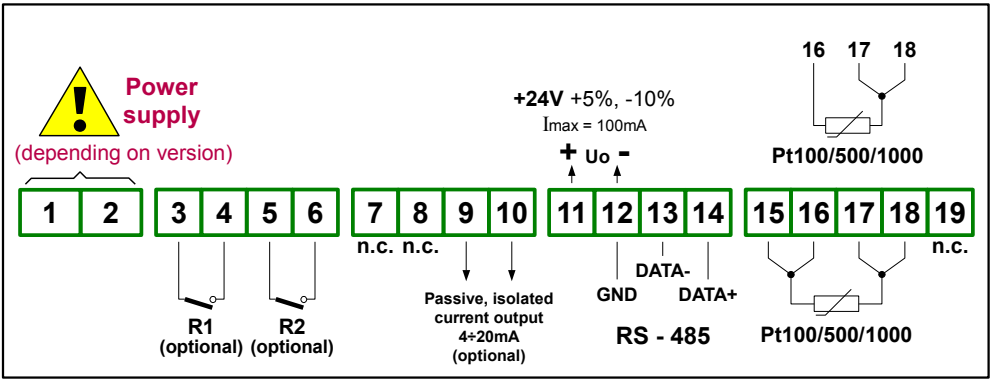 16 17 18
Power
supply
(depending on version)
+24V +5%, -10%
Imax = 100mA
+ Uo -
Pt100/500/1000
1 2 3 4 5 6 7 8 9 10 11 12 13 14 15 16 17 18 19
n.c. n.c. n.c.
R1
(optional)
R2
(optional)
Passive, isolated
current output
4÷20mA
(optional)
DATA-
GND DATA+
RS - 485
Pt100/500/1000